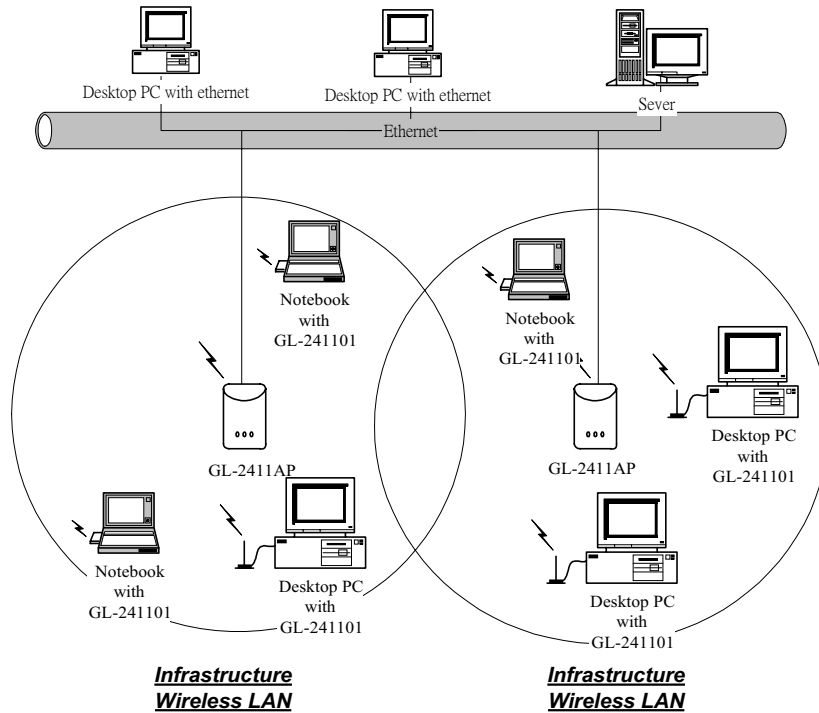 Desktop PC with ethernet
Desktop PC with ethernet
Sever
Ethernet
Notebook
with
GL-241101
Notebook
with
GL-241101
GL-2411AP
GL-2411AP
Desktop PC
with
GL-241101
Notebook
with
GL-241101
Desktop PC
with
GL-241101
Desktop PC
with
GL-241101
Infrastructure
Wireless LAN
Infrastructure
Wireless LAN